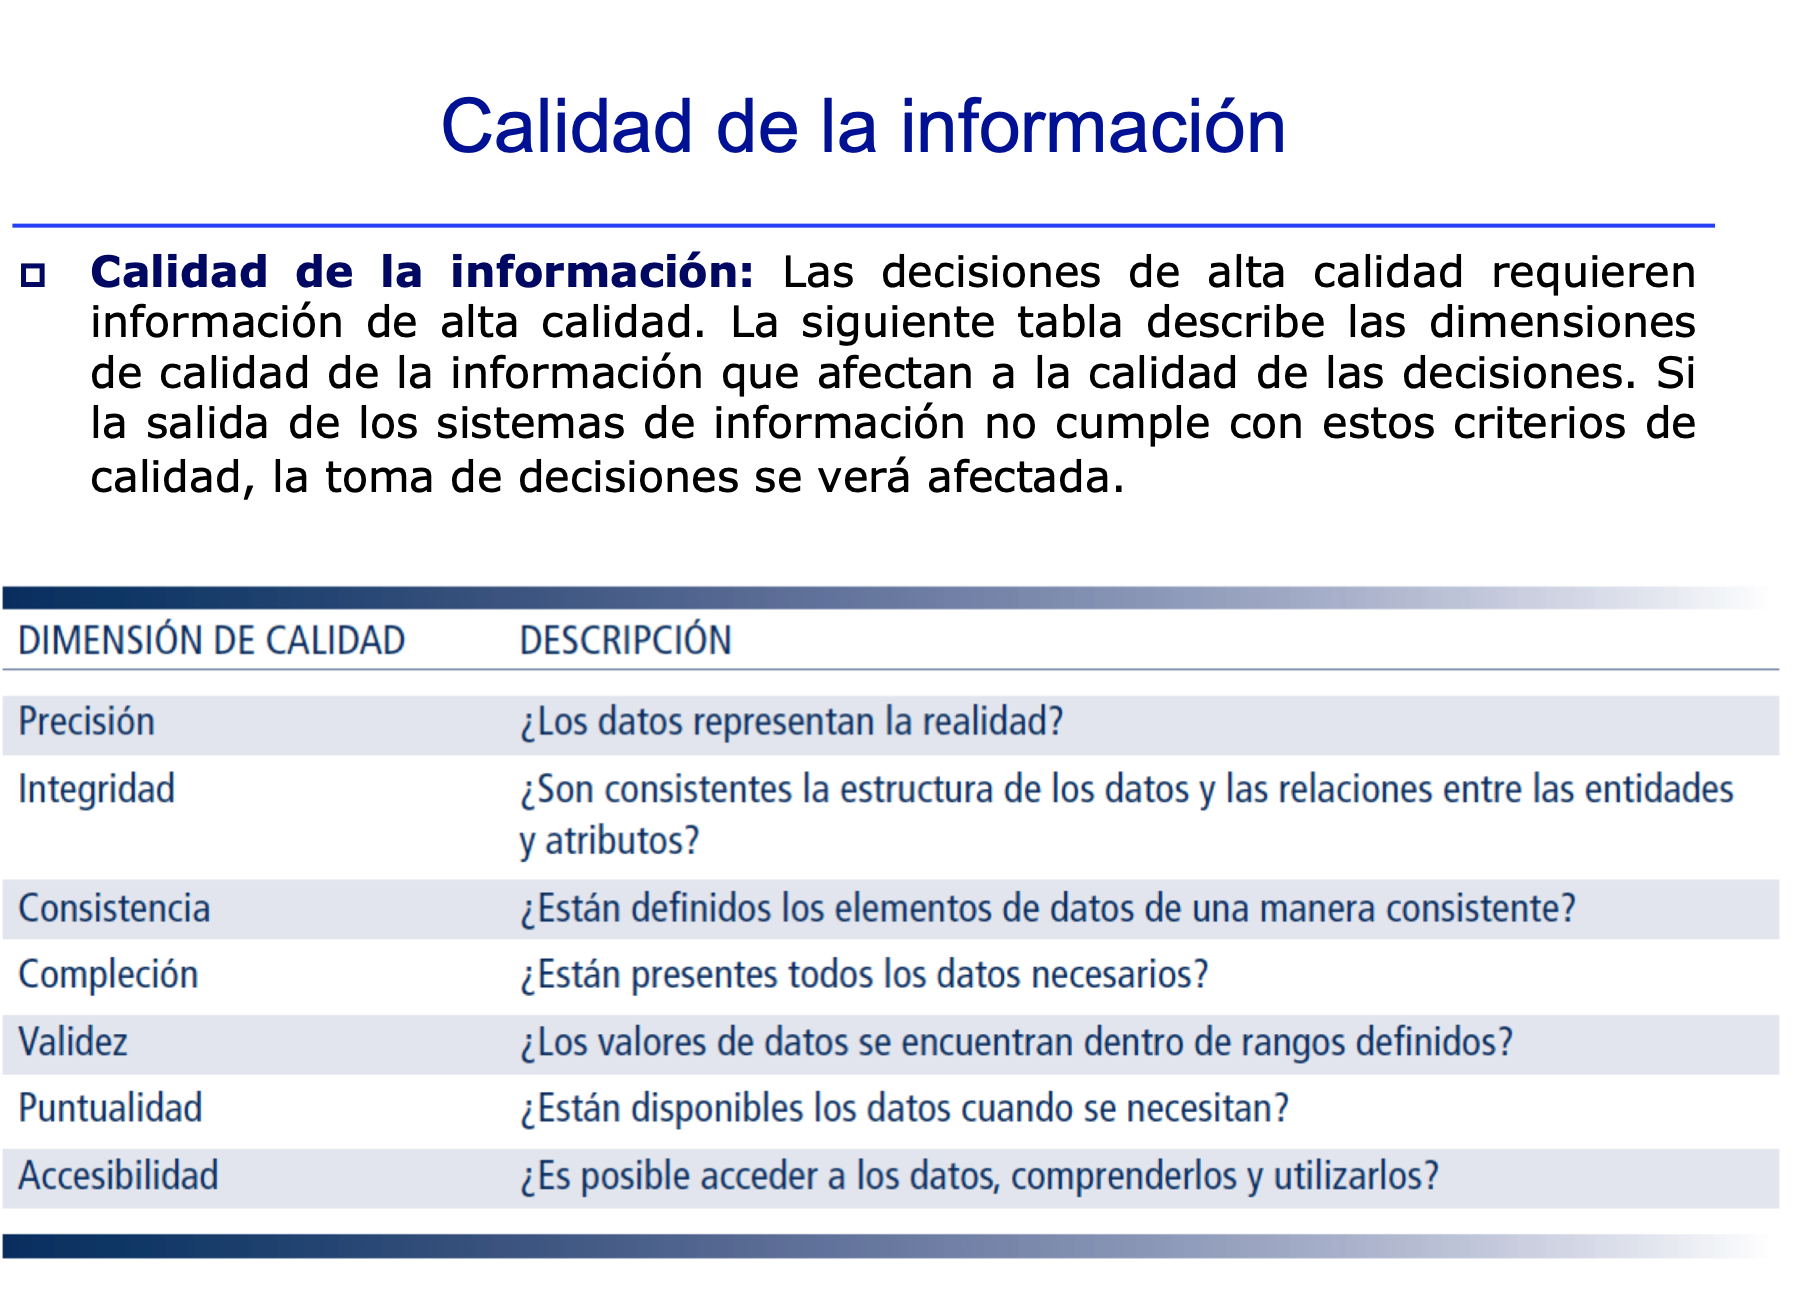 Calidad de la información
Calidad de la información: Las decisiones de alta calidad requieren
información de alta calidad. La siguiente tabla describe las dimensiones
de calidad de la información que afectan a la calidad de las decisiones. Si
la salida de los sistemas de información no cumple con estos criterios de
calidad, la toma de decisiones se verá afectada.
DIMENSIÓN DE CALIDAD DESCRIPCIÓN
Precisión ¿Los datos representan la realidad?
Integridad ¿Son consistentes la estructura de los datos y las relaciones entre las entidades
y atributos?
Consistencia ¿Están definidos los elementos de datos de una manera consistente?
Compleción ¿Están presentes todos los datos necesarios?
Validez ¿Los valores de datos se encuentran dentro de rangos definidos?
Puntualidad ¿Están disponibles los datos cuando se necesitan?
Accesibilidad ¿Es posible acceder a los datos, comprenderlos y utilizarlos?